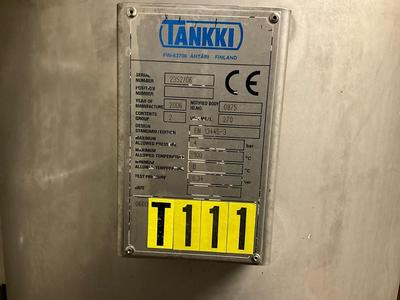 TANKKI
FIN-63700 ÄHTÄRI FINLAND
SERIAL NUMBER 2352/06
POSITION NUMBER
CE
YEAR OF MANUFACTURE 2006 NOTIFIED BODY ID.NO. 0875
CONTENTS GROUP 2 270
DESIGN STANDARD/EDITION EN 13445-3
MAXIMUM ALLOWED PRESSURE bar
MAXIMUM ALLOWED TEMPERATURE 100 °C
MINIMUM ALLOWED TEMPERATURE 0 °C
TEST PRESSURE bar
DATE
T111